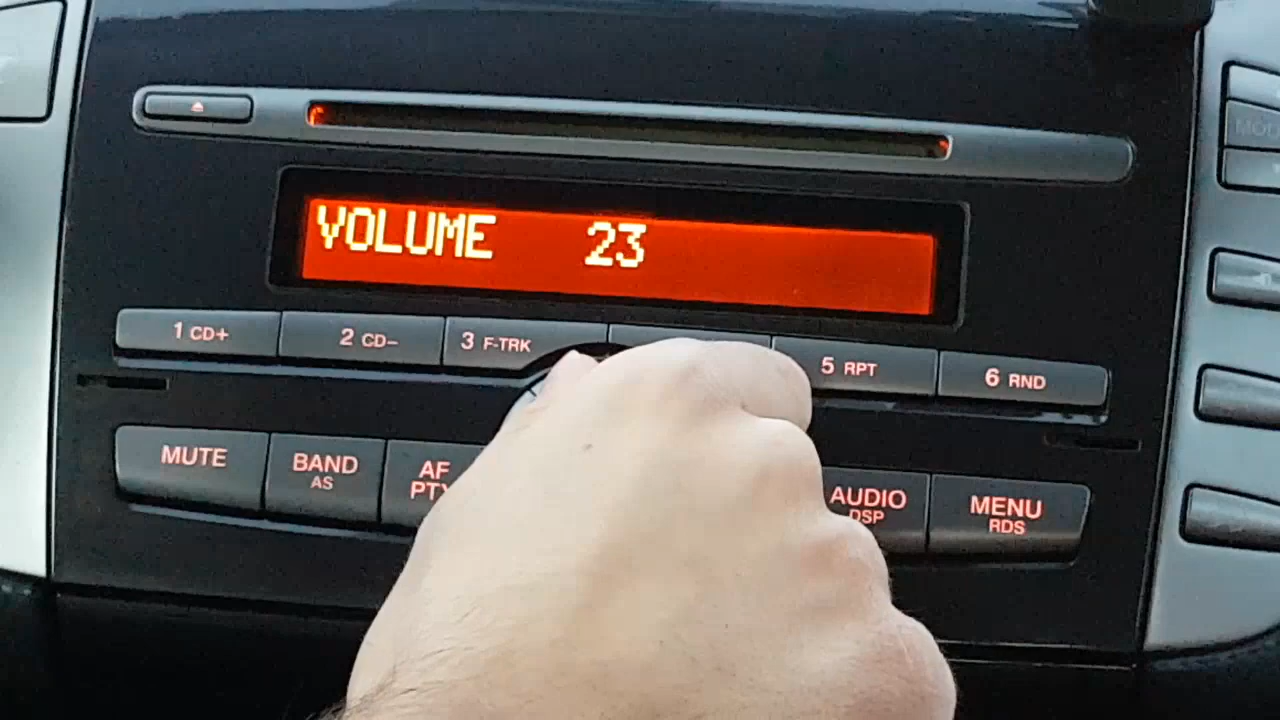 VOLUME 23
1 CD+
2 CD-
3 F-TRK
5 RPT
6 RND
MUTE
BAND
AS
AF
AUDIO
DSP
MENU
RDS